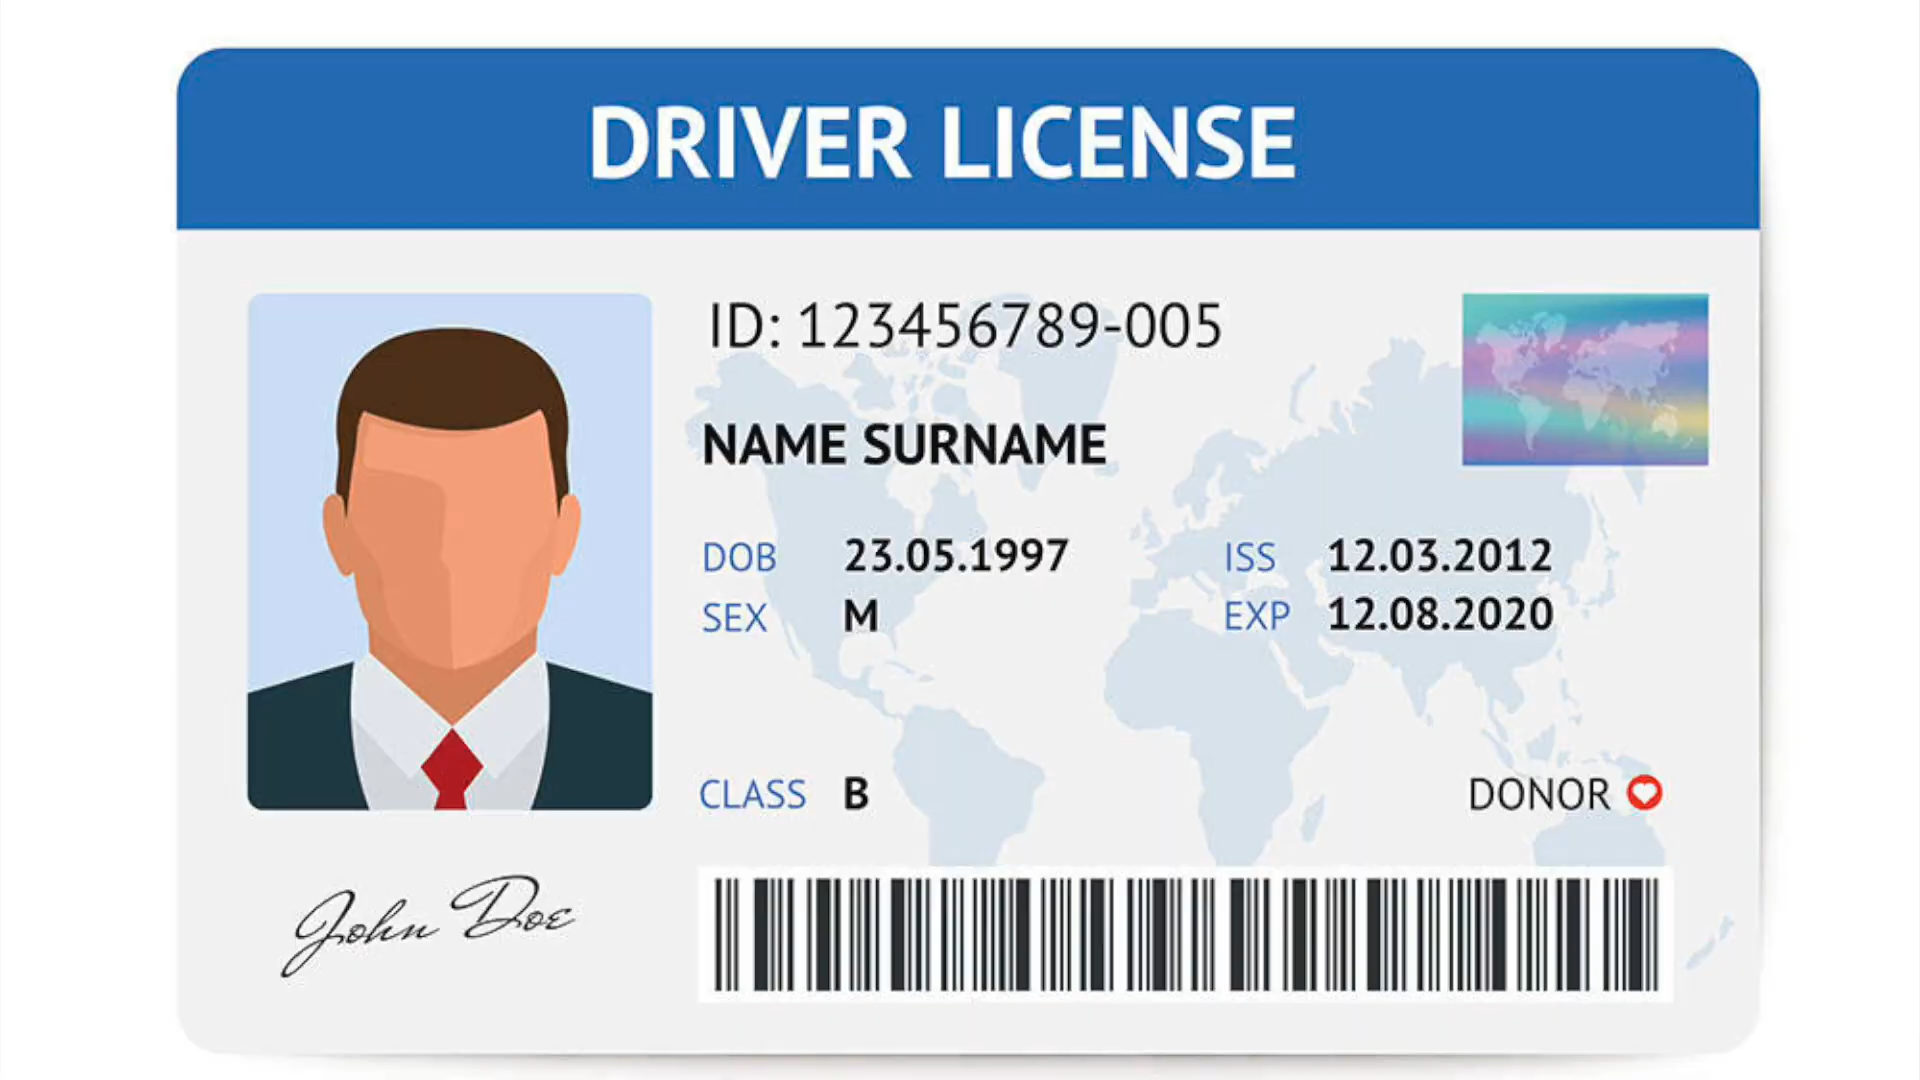 DRIVER LICENSE
ID: 123456789-005
NAME SURNAME
DOB 23.05.1997 ISS 12.03.2012
SEX M EXP 12.08.2020
CLASS B DONOR
John Doe